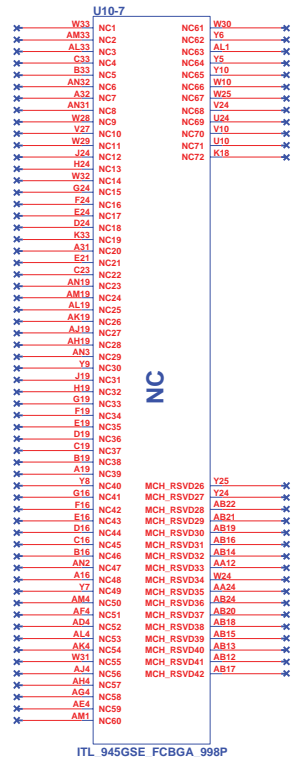 U10-7
W33 NC1 NC61 W30
AM33 NC2 NC62 Y6
AL33 NC3 NC63 AL1
C33 NC4 NC64 Y5
B33 NC5 NC65 Y10
AN32 NC6 NC66 W10
A32 NC7 NC67 W25
AN31 NC8 NC68 V24
W28 NC9 NC69 U24
V27 NC10 NC70 V10
W29 NC11 NC71 U10
J24 NC12 NC72 K18
H24 NC13
W32 NC14
G24 NC15
F24 NC16
E24 NC17
D24 NC18
K33 NC19
A31 NC20
E21 NC21
C23 NC22
AN19 NC23
AM19 NC24
AL19 NC25
AK19 NC26
AJ19 NC27
AH19 NC28
AN3 NC29
Y9 NC30
J19 NC31
H19 NC32
G19 NC33
F19 NC34
E19 NC35
D19 NC36
C19 NC37
B19 NC38
A19 NC39
NC
Y8 NC40 MCH_RSVD26 Y25
G16 NC41 MCH_RSVD27 Y24
F16 NC42 MCH_RSVD28 AB22
E16 NC43 MCH_RSVD29 AB21
D16 NC44 MCH_RSVD30 AB19
C16 NC45 MCH_RSVD31 AB16
B16 NC46 MCH_RSVD32 AB14
AN2 NC47 MCH_RSVD33 AA12
A16 NC48 MCH_RSVD34 W24
Y7 NC49 MCH_RSVD35 AA24
AM4 NC50 MCH_RSVD36 AB24
AF4 NC51 MCH_RSVD37 AB20
AD4 NC52 MCH_RSVD38 AB18
AL4 NC53 MCH_RSVD39 AB15
AK4 NC54 MCH_RSVD40 AB13
W31 NC55 MCH_RSVD41 AB12
AJ4 NC56 MCH_RSVD42 AB17
AH4 NC57
AG4 NC58
AE4 NC59
AM1 NC60
ITL_945GSE_FCBGA_998P